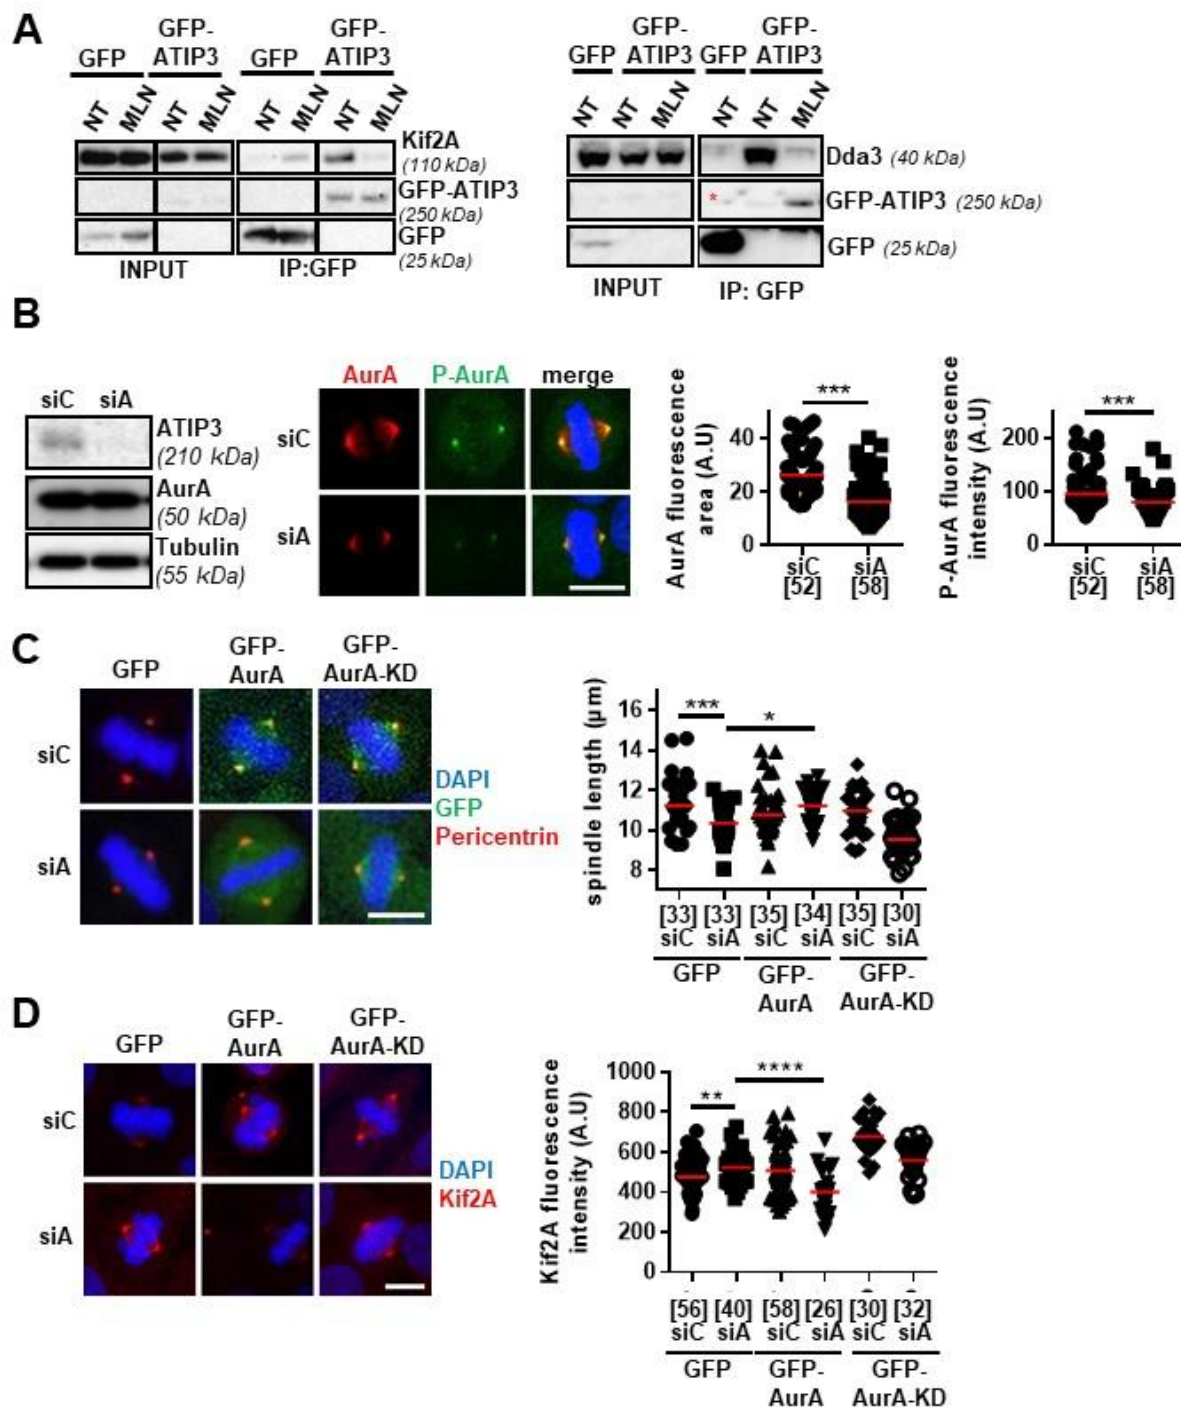 A
GFP
GFP-
ATIP3
GFP
GFP-
ATIP3
NT
MLN
NT
MLN
NT
MLN
NT
MLN
Kif2A
(110 kDa)
GFP-ATIP3
(250 kDa)
GFP
(25 kDa)
INPUT
IP:GFP
GFP
GFP-
ATIP3
GFP
GFP-
ATIP3
NT
NT
MLN
NT
NT
MLN
Dda3 (40 kDa)
*
GFP-ATIP3 (250 kDa)
GFP (25 kDa)
INPUT
IP: GFP
B
siC
siA
ATIP3
(210 kDa)
AurA
(50 kDa)
Tubulin
(55 kDa)
AurA
P-AurA
merge
siC
siA
AurA fluorescence
area (A.U)
***
40
20
0
siC
siA
[52]
[58]
P-AurA fluorescence
intensity (A.U)
***
200
100
0
siC
siA
[52]
[58]
C
GFP
GFP-
AurA
GFP-
AurA-KD
siC
siA
DAPI
GFP
Pericentrin
spindle length (µm)
***
*
16
14
12
10
8
[33]
[33]
[35]
[34]
[35]
[30]
siC
siA
siC
siA
siC
siA
GFP
GFP-
AurA
GFP-
AurA-KD
D
GFP
GFP-
AurA
GFP-
AurA-KD
siC
siA
DAPI
Kif2A
Kif2A fluorescence
intensity (A.U)
**
****
1000
800
600
400
200
0
[56]
[40]
[58]
[26]
[30]
[32]
siC
siA
siC
siA
siC
siA
GFP
GFP-
AurA
GFP-
AurA-KD